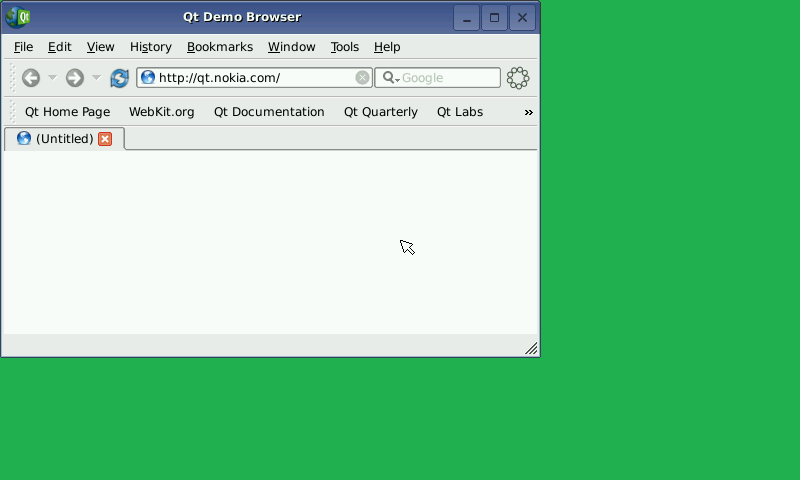 Qt Qt Demo Browser
File Edit View History Bookmarks Window Tools Help
http://qt.nokia.com/ Google
Qt Home Page WebKit.org Qt Documentation Qt Quarterly Qt Labs »
(Untitled)